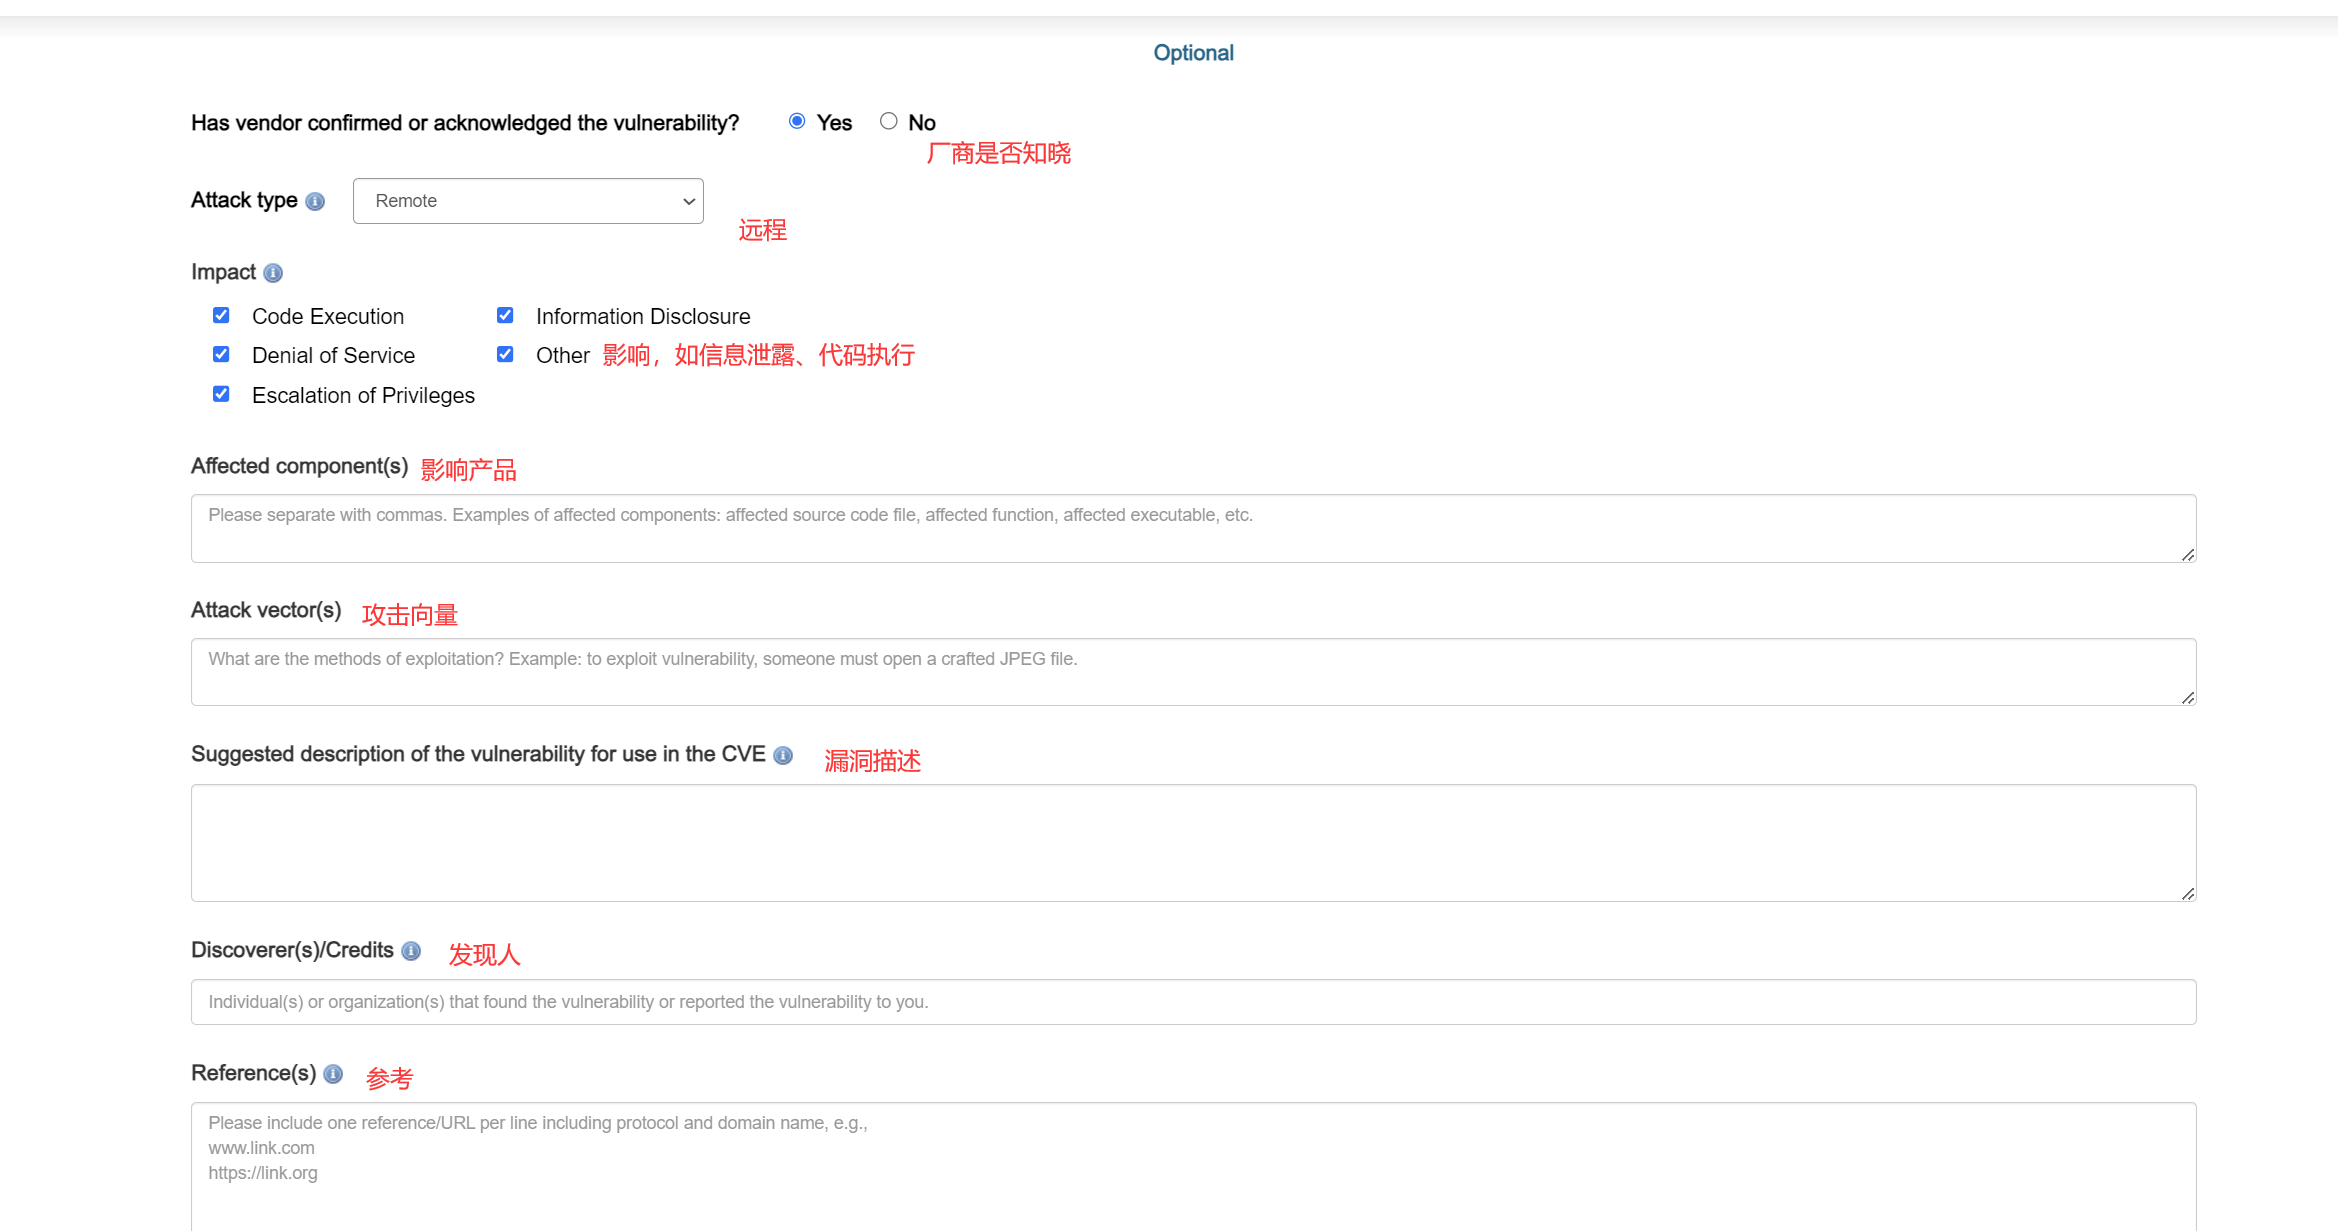 Optional
Has vendor confirmed or acknowledged the vulnerability? Yes No
厂商是否知晓
Attack type Remote
远程
Impact
Code Execution Information Disclosure
Denial of Service Other 影响，如信息泄露、代码执行
Escalation of Privileges
Affected component(s) 影响产品
Please separate with commas. Examples of affected components: affected source code file, affected function, affected executable, etc.
Attack vector(s) 攻击向量
What are the methods of exploitation? Example: to exploit vulnerability, someone must open a crafted JPEG file.
Suggested description of the vulnerability for use in the CVE 漏洞描述
Discoverer(s)/Credits 发现人
Individual(s) or organization(s) that found the vulnerability or reported the vulnerability to you.
Reference(s) 参考
Please include one reference/URL per line including protocol and domain name, e.g.,
www.link.com
https://link.org